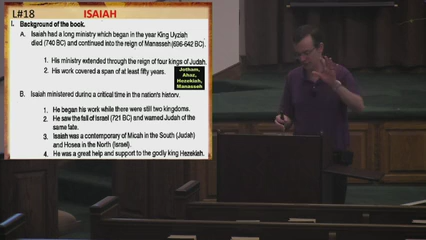 L#18 ISAIAH
I. Background of the book.
A. Isaiah had a long ministry which began in the year King Uzziah
died (740 BC) and continued into the reign of Manasseh (696-642 BC).
1. His ministry extended through the reign of four kings of Judah.
2. His work covered a span of at least fifty years.
Jotham,
Ahaz,
Hezekiah,
Manasseh
B. Isaiah ministered during a critical time in the nation's history.
1. He began his work while there were still two kingdoms.
2. He saw the fall of Israel (721 BC) and warned Judah of the
same fate.
3. Isaiah was a contemporary of Micah in the South (Judah)
and Hosea in the North (Israel).
4. He was a great help and support to the godly king Hezekiah.